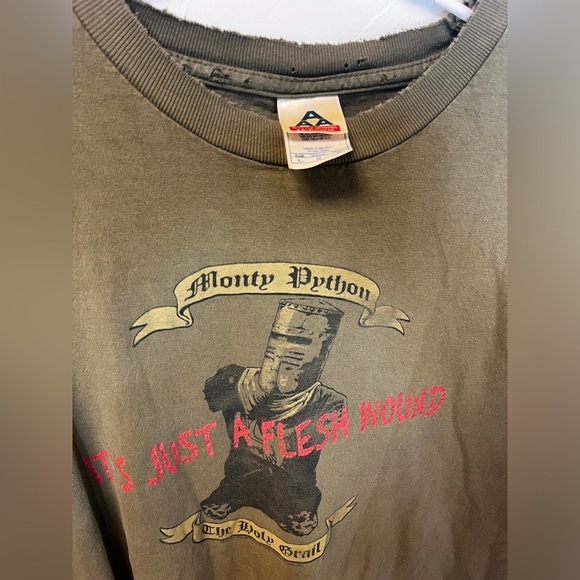 Monty Python
IT'S JUST A FLESH WOUND
The Holy Grail